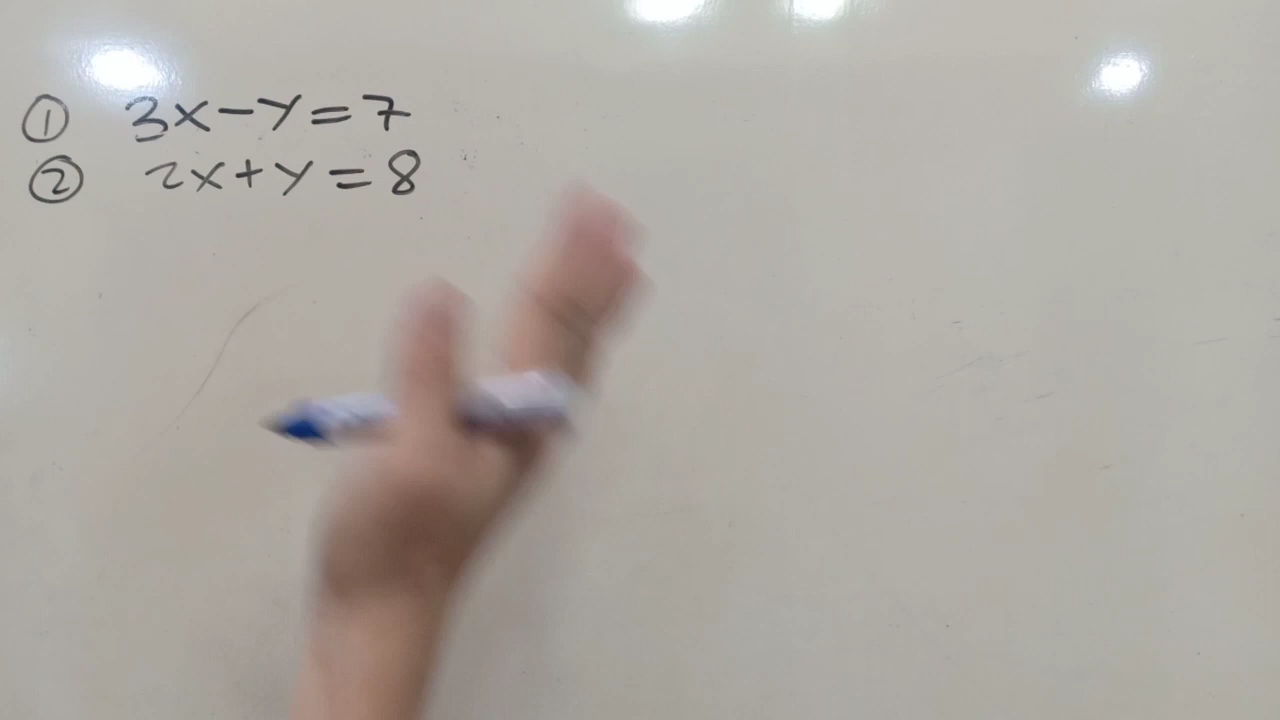 ① 3x-y=7
② 2x+y=8